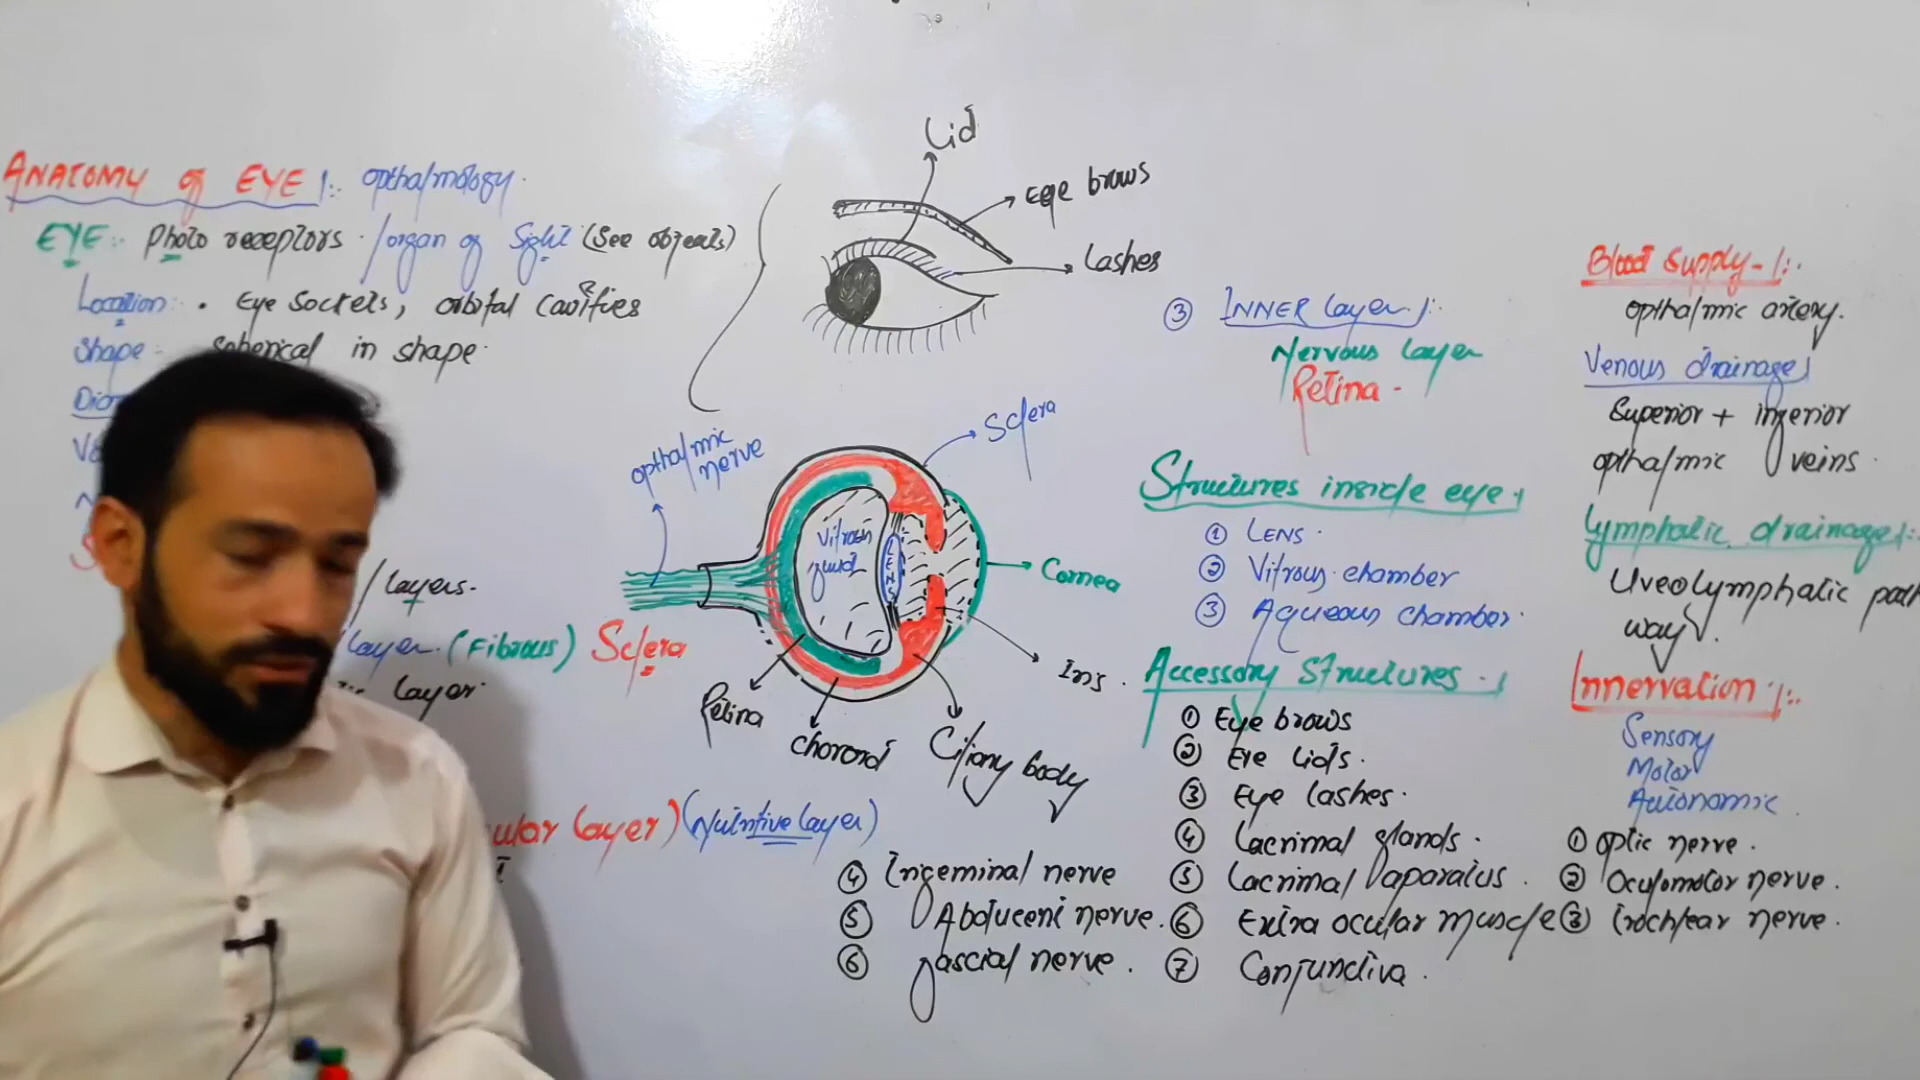 ANATOMY of EYE :. opthalmology.
EYE: Photo receptors. / organ of Sight (See objects)
Location: . Eye Sockets, orbital Cavities
Shape: Spherical in shape.
/ layers.
layer. (Fibrous) Sclera
layer.
ular layer) (Nutritive layer)
Lid
Eye brows
Lashes
opthalmic
nerve
Sclera
Vitrous
fluid
LENS
Cornea
Iris.
Retina
Choroid
Ciliary body
④ Trigeminal nerve
⑤ Abducent nerve.
⑥ fascial nerve.
③ INNER layer :.
Nervous layer
Retina -
Structures inside eye.
① LENS.
② Vitrous. chamber
③ Aqueous chamber.
Accessory Structures.
① Eye brows
② Eye Lids.
③ Eye lashes.
④ Lacrimal glands.
⑤ Lacrimal aparatus.
⑥ Extra ocular muscle
⑦ Conjunctiva.
Blood Supply - :.
opthalmic artery.
Venous drainage
Superior + inferior
opthalmic veins.
Lymphatic drainage :.
Uveolymphatic path
way.
Innervation :.
Sensory
Motor
Autonomic.
① optic nerve.
② Oculomotor nerve.
③ trochlear nerve.